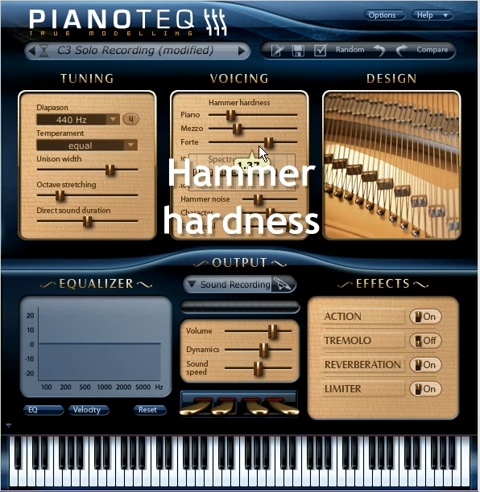 PIANOTEQ
TRUE MODELLING
Options
Help
C3 Solo Recording (modified)
Random
Compare
TUNING
VOICING
DESIGN
Diapason
440 Hz
Temperament
equal
Unison width
Octave stretching
Direct sound duration
Hammer hardness
Piano
Mezzo
Forte
Hammer
hardness
Hammer noise
OUTPUT
Sound Recording
Volume
Dynamics
Sound
speed
EQUALIZER
20
10
0
-10
-20
100 200 500 1000 2000 5000 Hz
EQ
Velocity
Reset
EFFECTS
ACTION On
TREMOLO Off
REVERBERATION On
LIMITER On